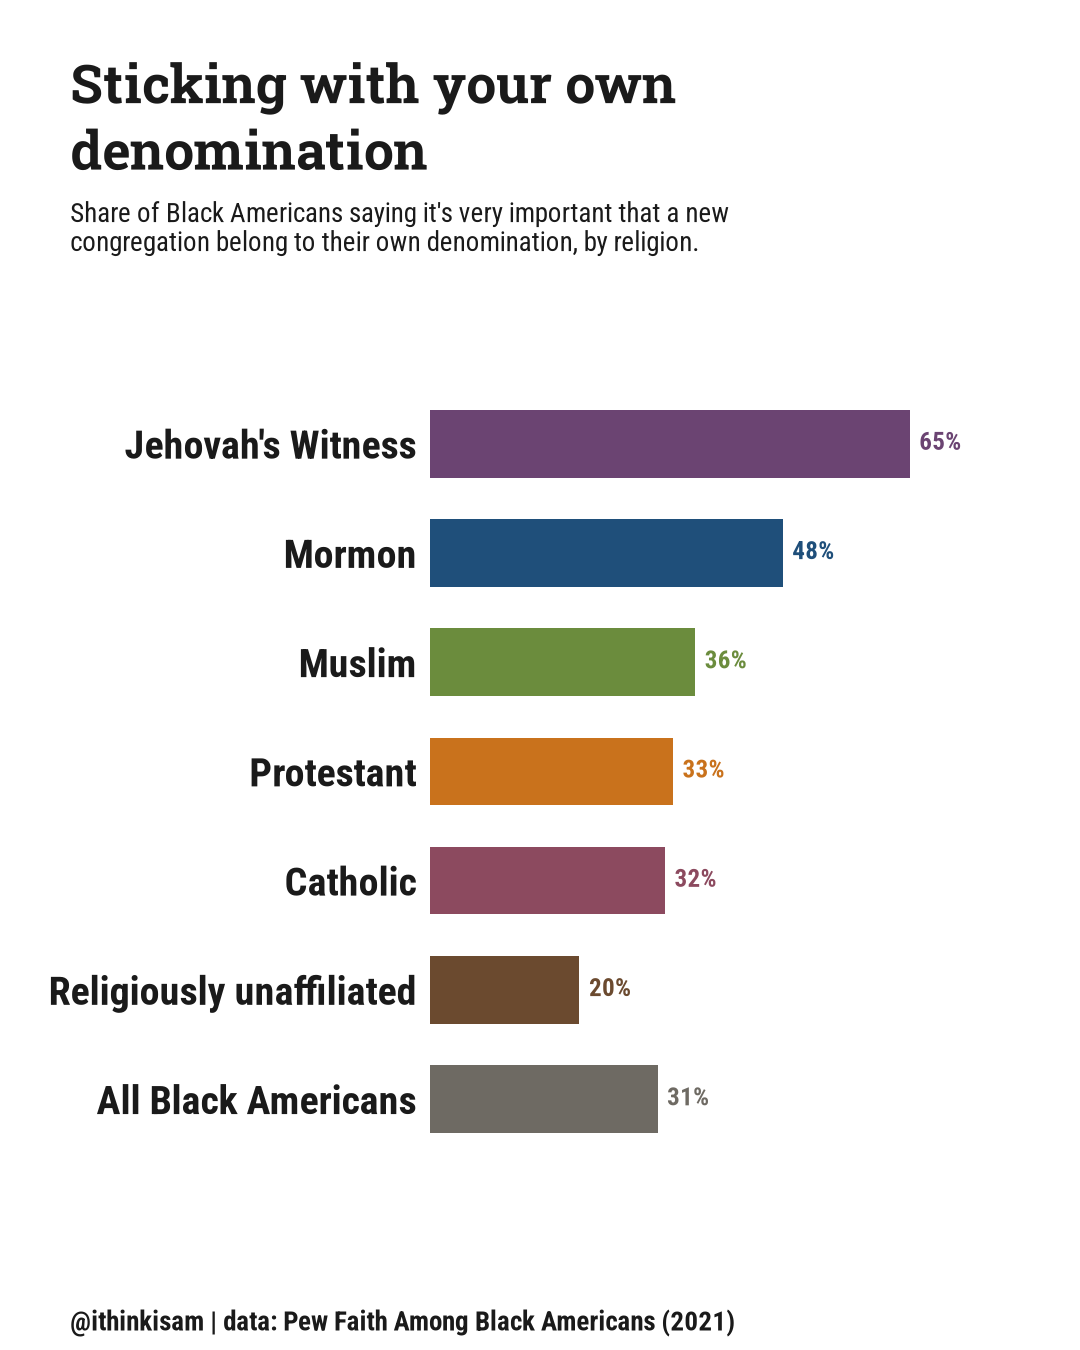 Sticking with your own
denomination
Share of Black Americans saying it's very important that a new
congregation belong to their own denomination, by religion.
Jehovah's Witness 65%
Mormon 48%
Muslim 36%
Protestant 33%
Catholic 32%
Religiously unaffiliated 20%
All Black Americans 31%
@ithinkisam | data: Pew Faith Among Black Americans (2021)